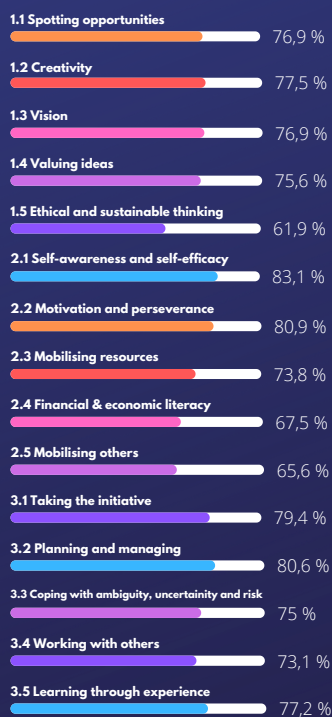 1.1 Spotting opportunities
76,9 %
1.2 Creativity
77,5 %
1.3 Vision
76,9 %
1.4 Valuing ideas
75,6 %
1.5 Ethical and sustainable thinking
61,9 %
2.1 Self-awareness and self-efficacy
83,1 %
2.2 Motivation and perseverance
80,9 %
2.3 Mobilising resources
73,8 %
2.4 Financial & economic literacy
67,5 %
2.5 Mobilising others
65,6 %
3.1 Taking the initiative
79,4 %
3.2 Planning and managing
80,6 %
3.3 Coping with ambiguity, uncertainity and risk
75 %
3.4 Working with others
73,1 %
3.5 Learning through experience
77,2 %